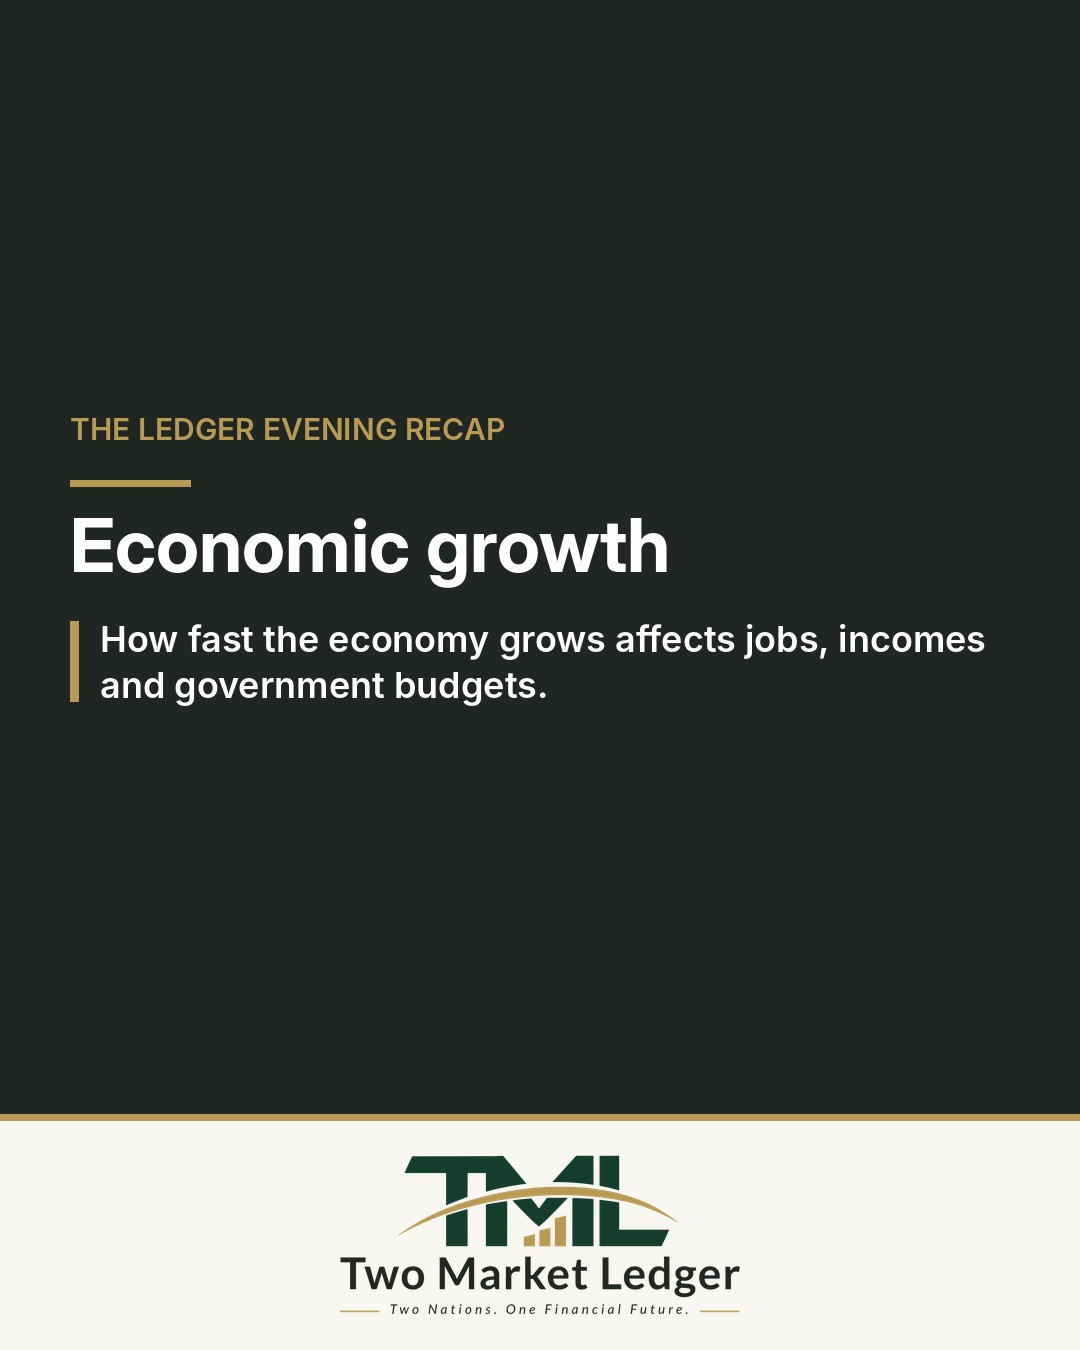 THE LEDGER EVENING RECAP
Economic growth
How fast the economy grows affects jobs, incomes
and government budgets.
TML
Two Market Ledger
Two Nations. One Financial Future.